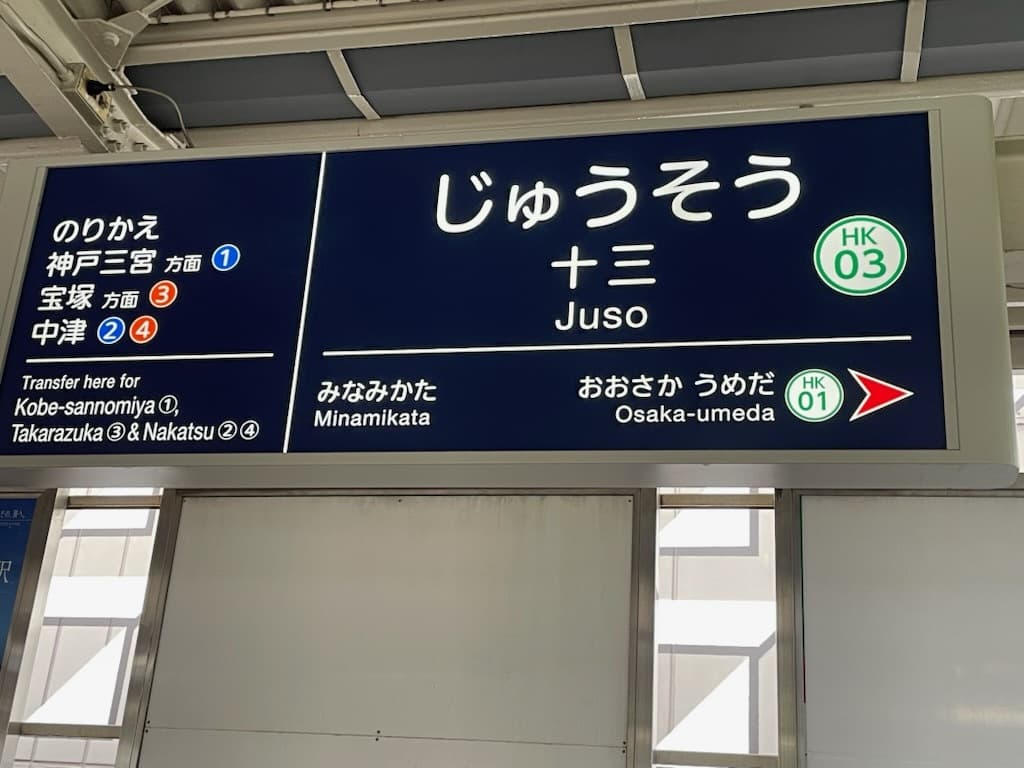 のりかえ
神戸三宮 方面 1
宝塚 方面 3
中津 2 4
Transfer here for
Kobe-sannomiya ①,
Takarazuka ③ & Nakatsu ② ④
じゅうそう
十三
Juso
HK
03
みなみかた
Minamikata
おおさか うめだ
Osaka-umeda
HK
01